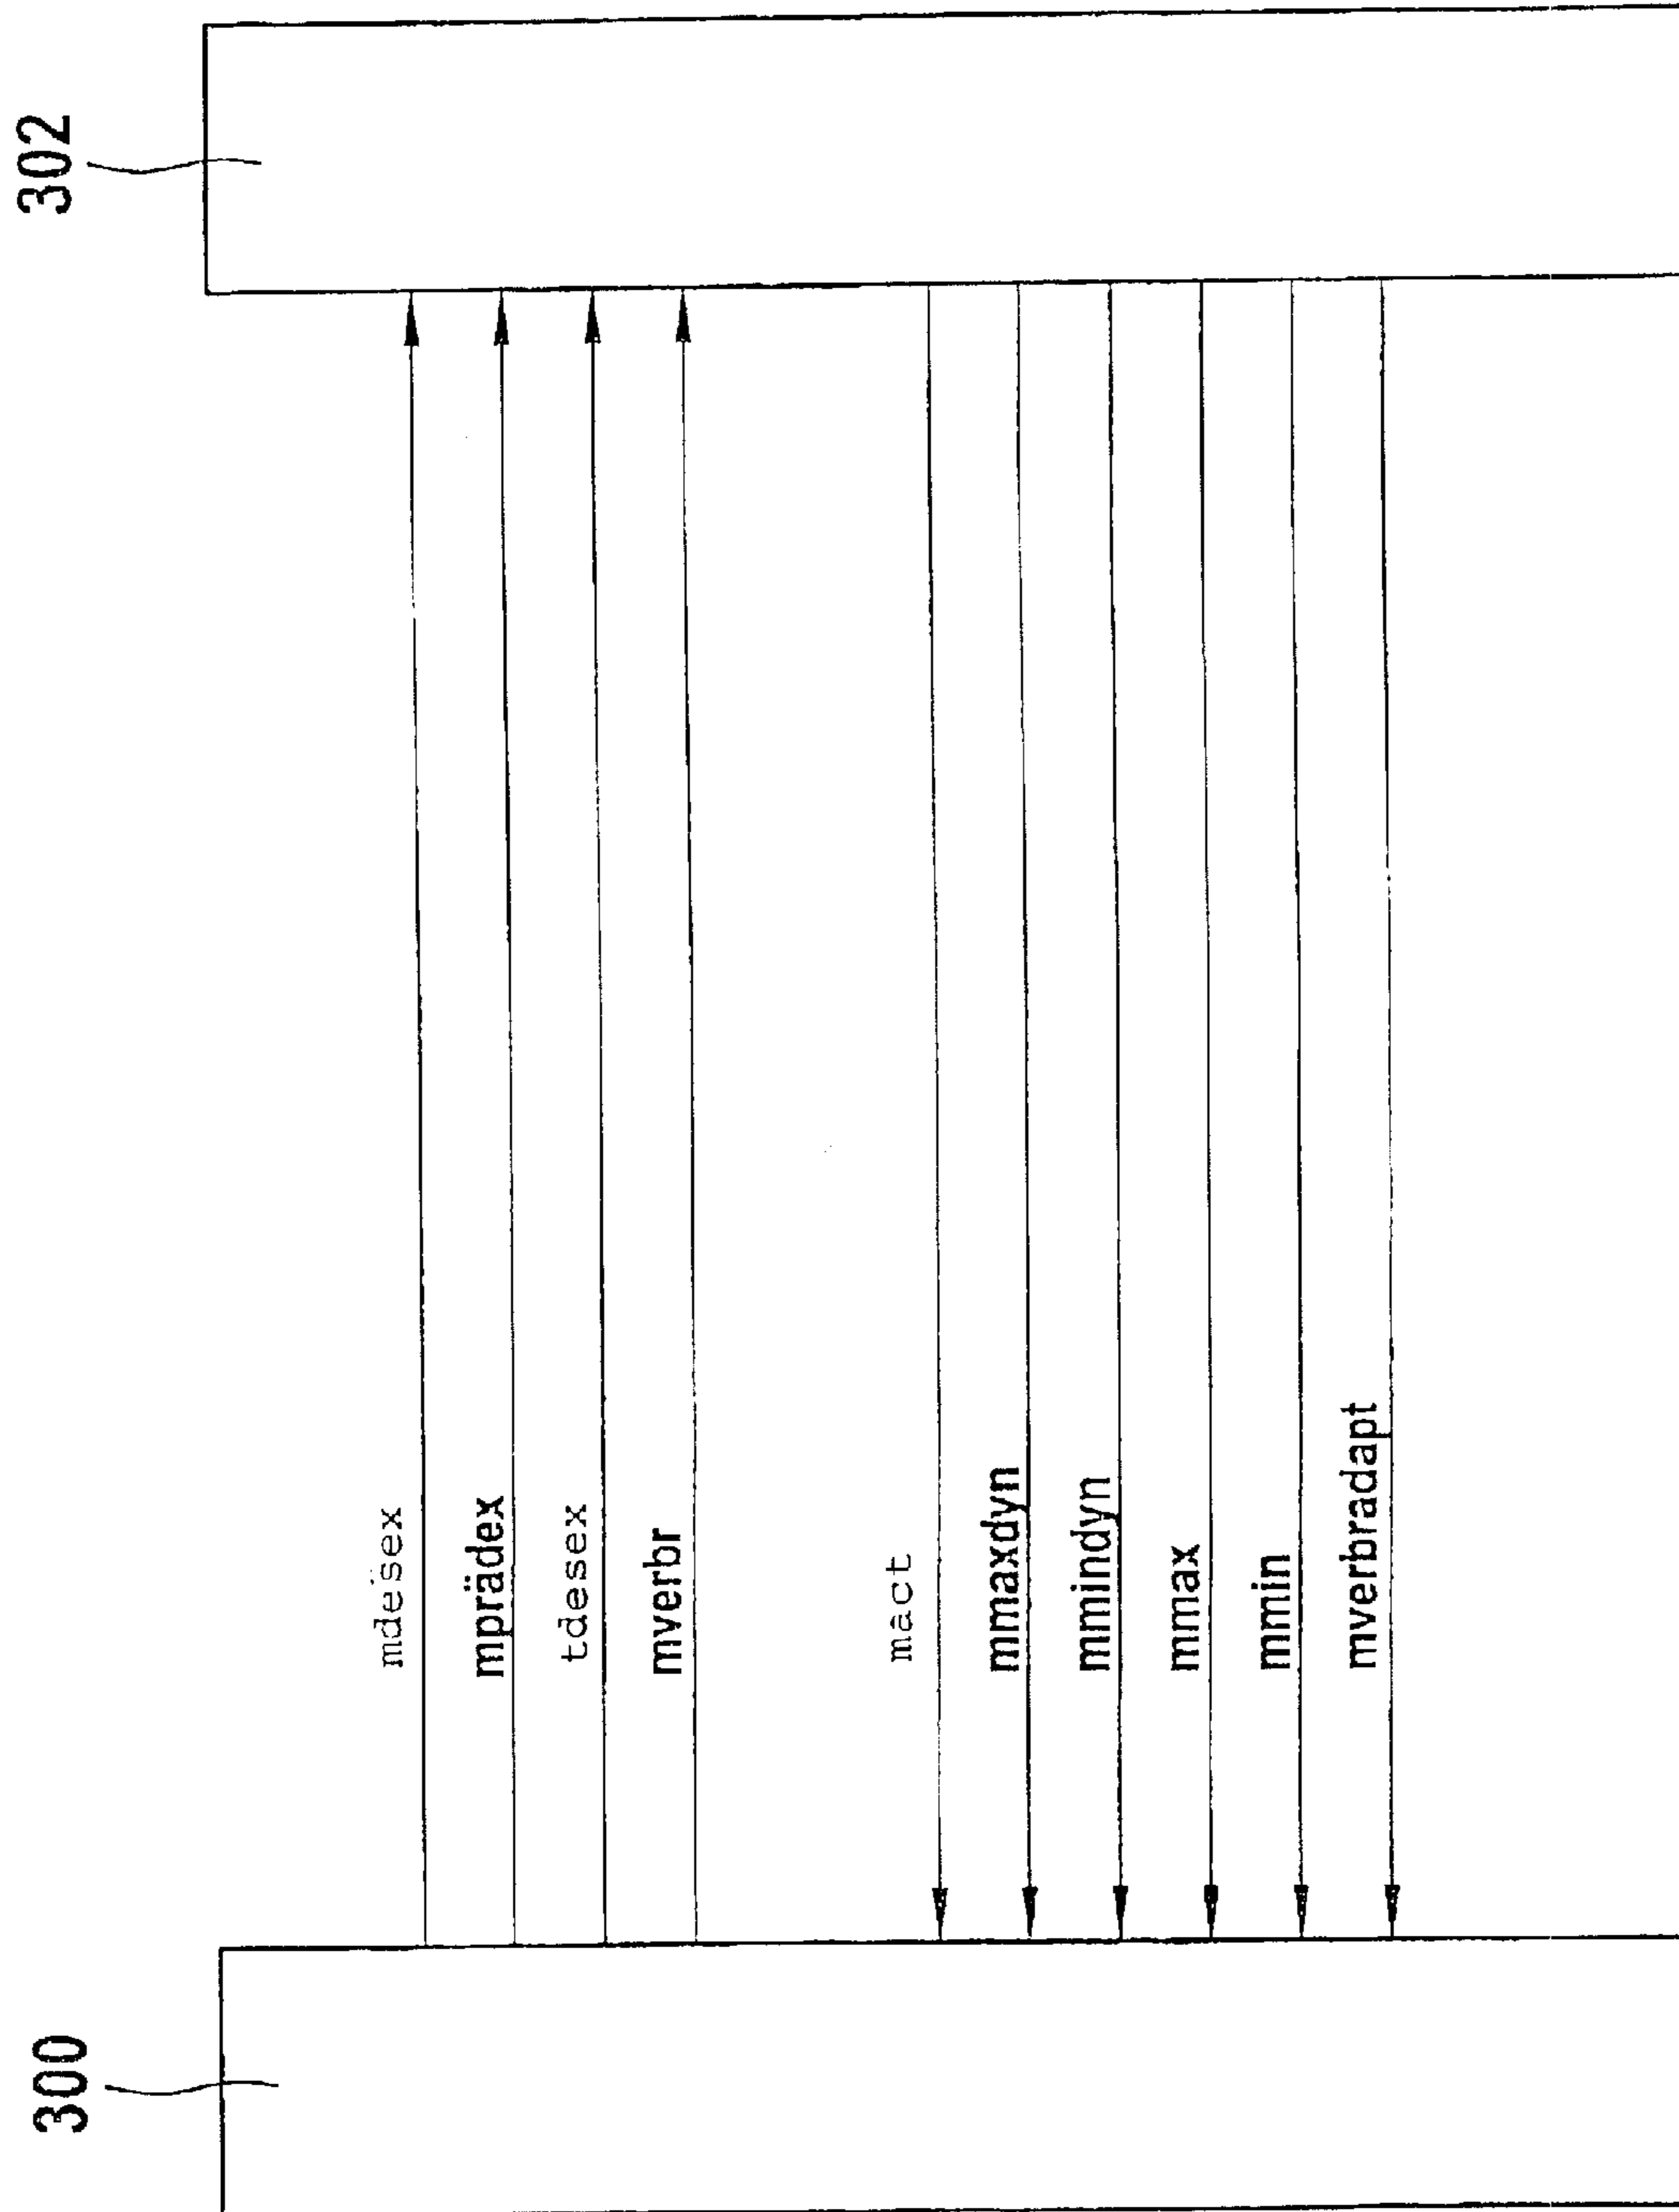 300
302
mdesex
mprädex
tdesex
mverbr
mact
mmaxdyn
mmindyn
mmax
mmin
mverbradapt